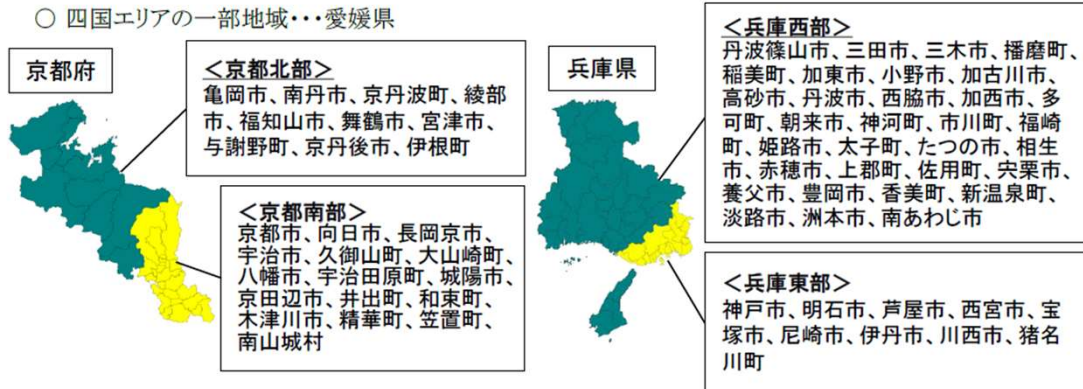 ○ 四国エリアの一部地域・・・愛媛県
京都府
＜京都北部＞
亀岡市、南丹市、京丹波町、綾部
市、福知山市、舞鶴市、宮津市、
与謝野町、京丹後市、伊根町
＜京都南部＞
京都市、向日市、長岡京市、
宇治市、久御山町、大山崎町、
八幡市、宇治田原町、城陽市、
京田辺市、井出町、和束町、
木津川市、精華町、笠置町、
南山城村
兵庫県
＜兵庫西部＞
丹波篠山市、三田市、三木市、播磨町、
稲美町、加東市、小野市、加古川市、
高砂市、丹波市、西脇市、加西市、多
可町、朝来市、神河町、市川町、福崎
町、姫路市、太子町、たつの市、相生
市、赤穂市、上郡町、佐用町、宍粟市、
養父市、豊岡市、香美町、新温泉町、
淡路市、洲本市、南あわじ市
＜兵庫東部＞
神戸市、明石市、芦屋市、西宮市、宝
塚市、尼崎市、伊丹市、川西市、猪名
川町